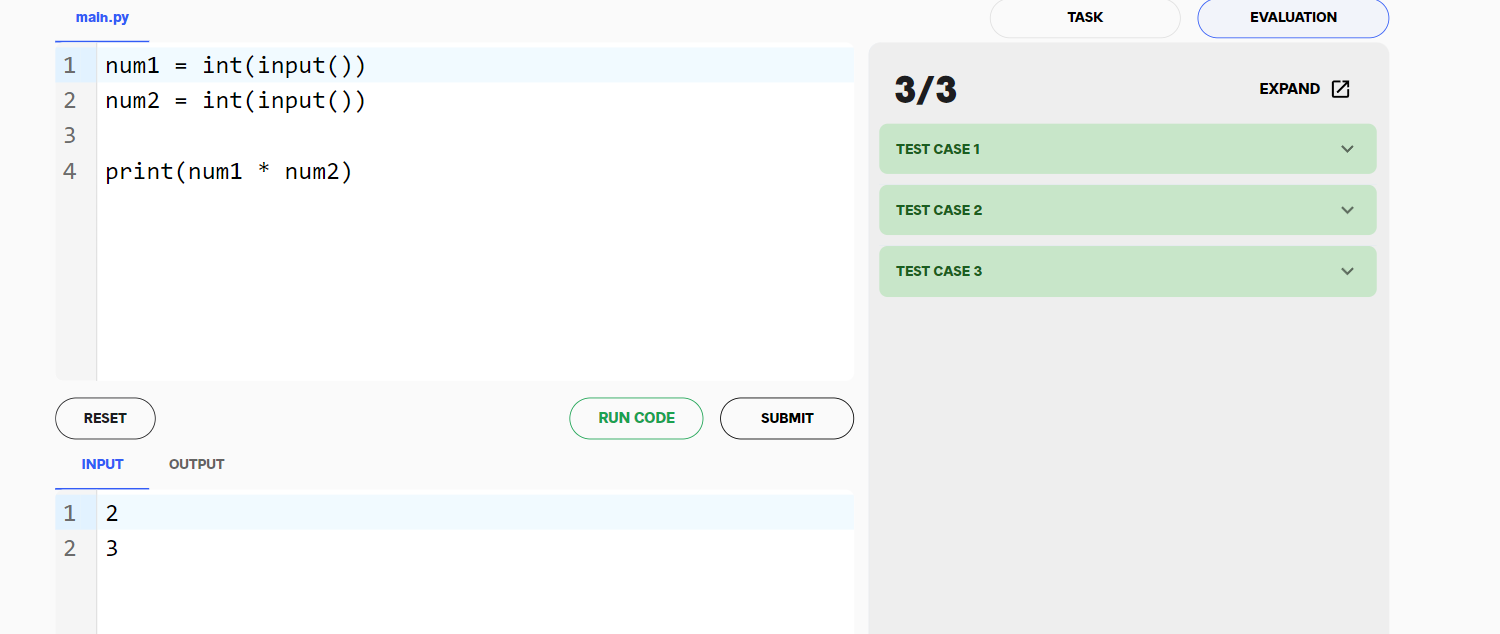 main.py
1 num1 = int(input())
2 num2 = int(input())
3
4 print(num1 * num2)
RESET
RUN CODE
SUBMIT
INPUT
OUTPUT
1 2
2 3
TASK
EVALUATION
3/3
EXPAND
TEST CASE 1
TEST CASE 2
TEST CASE 3